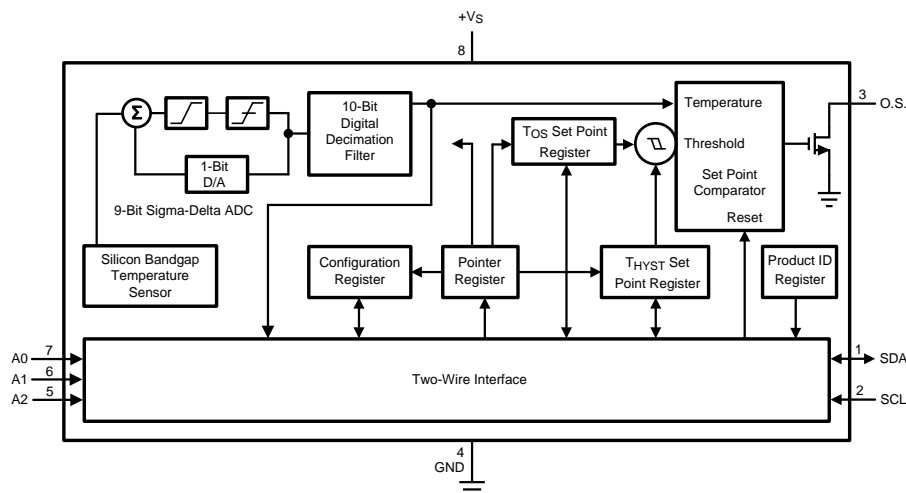 +VS
8
10-Bit
Digital
Decimation
Filter
Σ
1-Bit
D/A
9-Bit Sigma-Delta ADC
Silicon Bandgap
Temperature
Sensor
TOS Set Point
Register
Temperature
Threshold
Set Point
Comparator
Reset
3
O.S.
Configuration
Register
Pointer
Register
THYST Set
Point Register
Product ID
Register
A0
7
A1
6
A2
5
Two-Wire Interface
1
SDA
2
SCL
4
GND